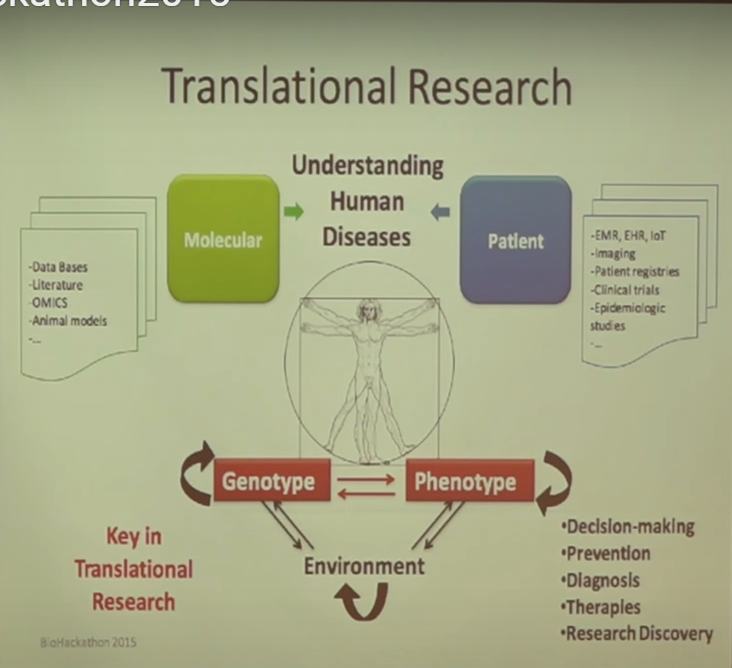 Translational Research
Understanding
Human
Diseases
Molecular
Patient
-Data Bases
-Literature
-OMICS
-Animal models
-...
-EMR, EHR, IoT
-Imaging
-Patient registries
-Clinical trials
-Epidemiologic
studies
-...
Genotype
Phenotype
Environment
Key in
Translational
Research
•Decision-making
•Prevention
•Diagnosis
•Therapies
•Research Discovery
BioHackathon 2015